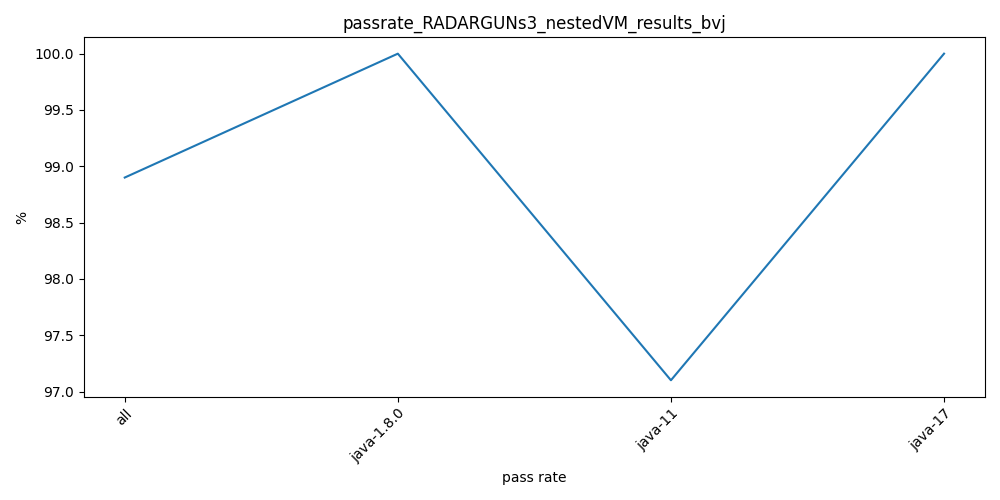 passrate_RADARGUNs3_nestedVM_results_bvj
100.0
99.5
99.0
98.5
98.0
97.5
97.0
%
all
java-1.8.0
java-11
java-17
pass rate